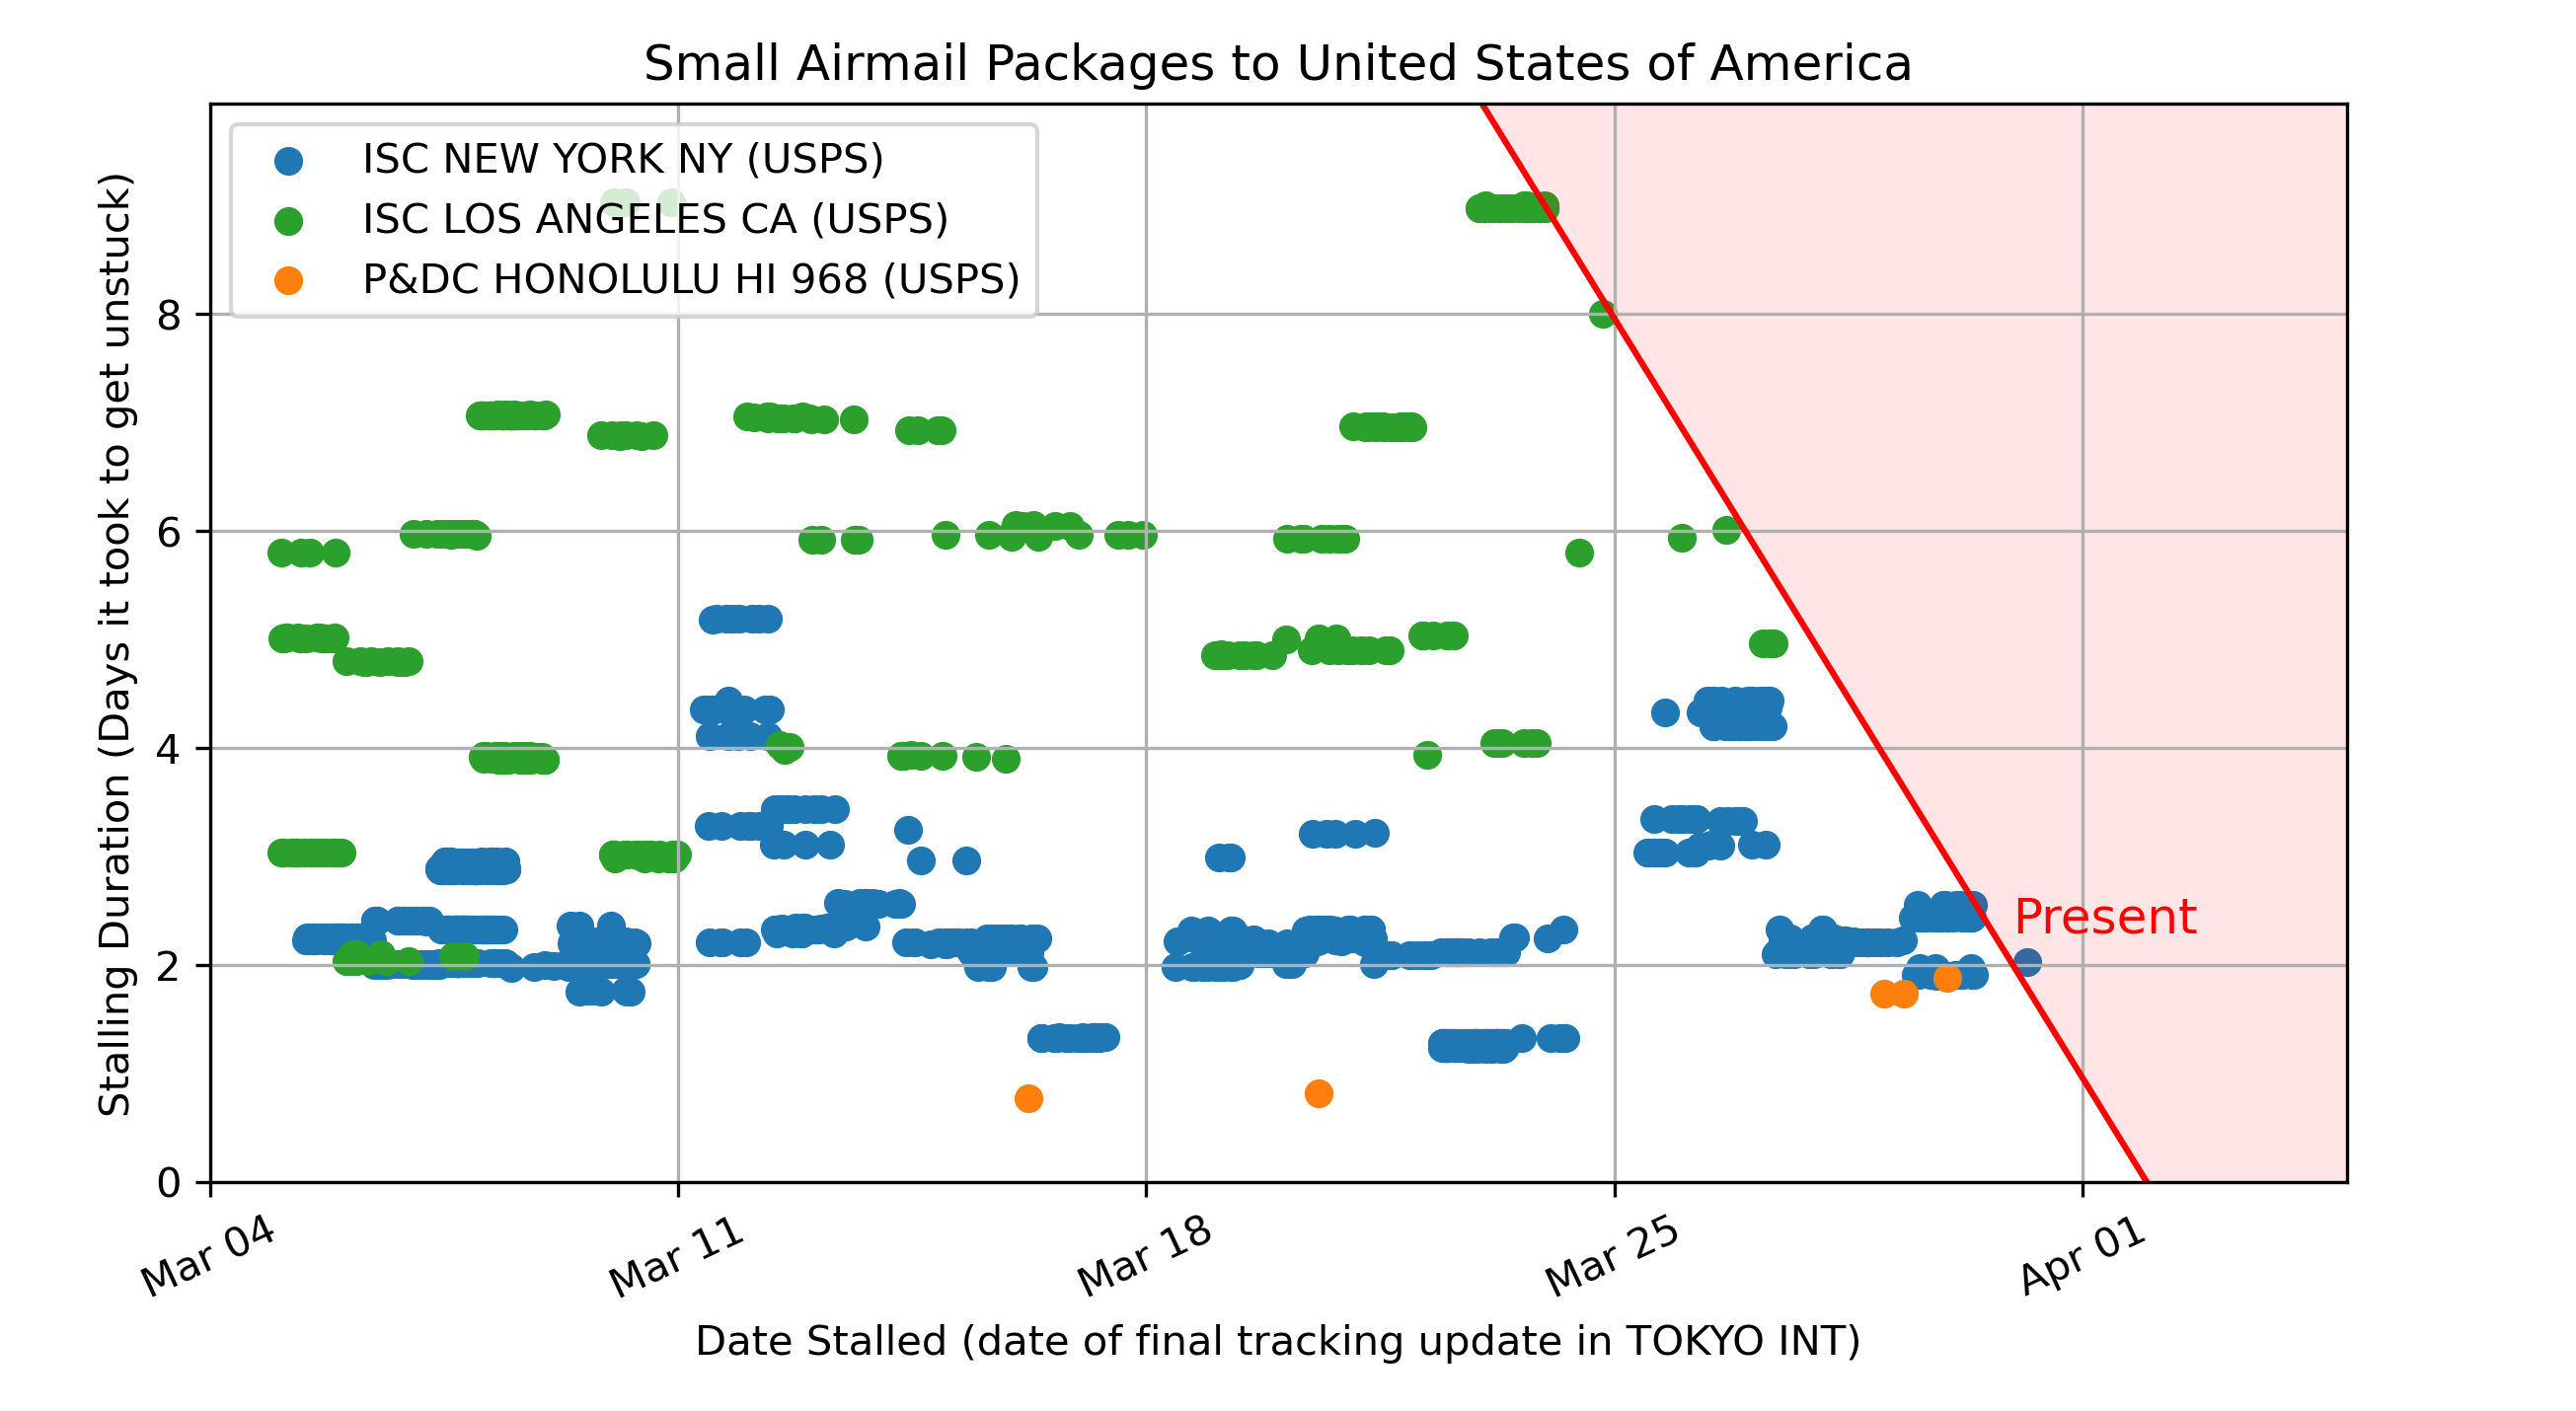 Small Airmail Packages to United States of America
ISC NEW YORK NY (USPS)
ISC LOS ANGELES CA (USPS)
P&DC HONOLULU HI 968 (USPS)
Stalling Duration (Days it took to get unstuck)
8
6
4
2
0
Present
Mar 04
Mar 11
Mar 18
Mar 25
Apr 01
Date Stalled (date of final tracking update in TOKYO INT)